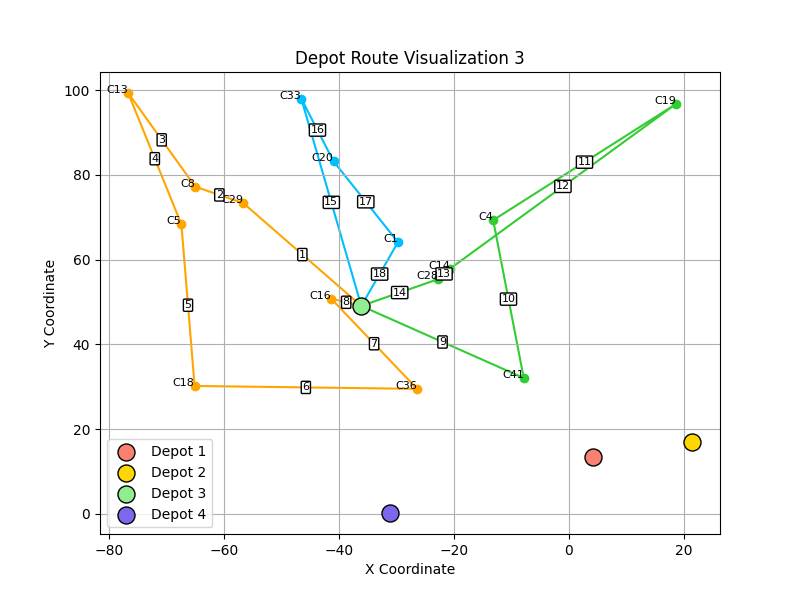 Depot Route Visualization 3
Y Coordinate
100
80
60
40
20
0
−80
−60
−40
−20
0
20
X Coordinate
C13
C33
C19
3
16
4
C20
11
C8
2
C29
12
15
17
C5
C4
C1
1
C14
C28
13
18
14
C16
8
10
5
7
9
C41
C18
6
C36
Depot 1
Depot 2
Depot 3
Depot 4